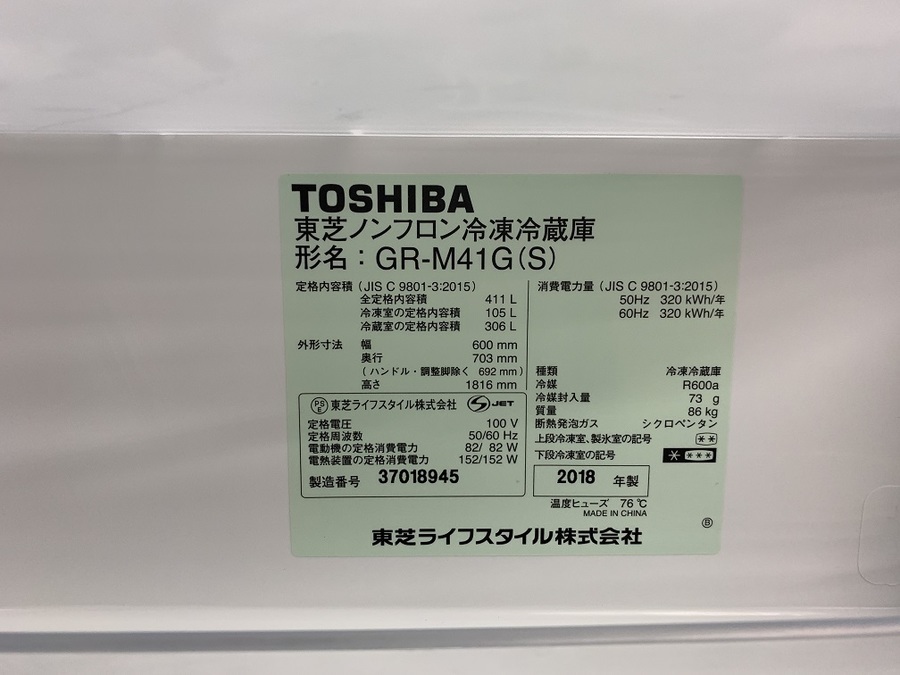 TOSHIBA
東芝ノンフロン冷凍冷蔵庫
形名：GR-M41G(S)
定格内容積 (JIS C 9801-3:2015)
全定格内容積 411 L
冷凍室の定格内容積 105 L
冷蔵室の定格内容積 306 L
外形寸法 幅 600 mm
奥行 703 mm
(ハンドル・調整脚除く 692 mm)
高さ 1816 mm
消費電力量 (JIS C 9801-3:2015)
50Hz 320 kWh/年
60Hz 320 kWh/年
種類 冷凍冷蔵庫
冷媒 R600a
冷媒封入量 73 g
質量 86 kg
断熱発泡ガス シクロペンタン
上段冷凍室、製氷室の記号 **
下段冷凍室の記号 * ***
PSE 東芝ライフスタイル株式会社 JET
定格電圧 100 V
定格周波数 50/60 Hz
電動機の定格消費電力 82/ 82 W
電熱装置の定格消費電力 152/152 W
製造番号 37018945
2018 年製
温度ヒューズ 76℃
MADE IN CHINA
Ⓑ
東芝ライフスタイル株式会社